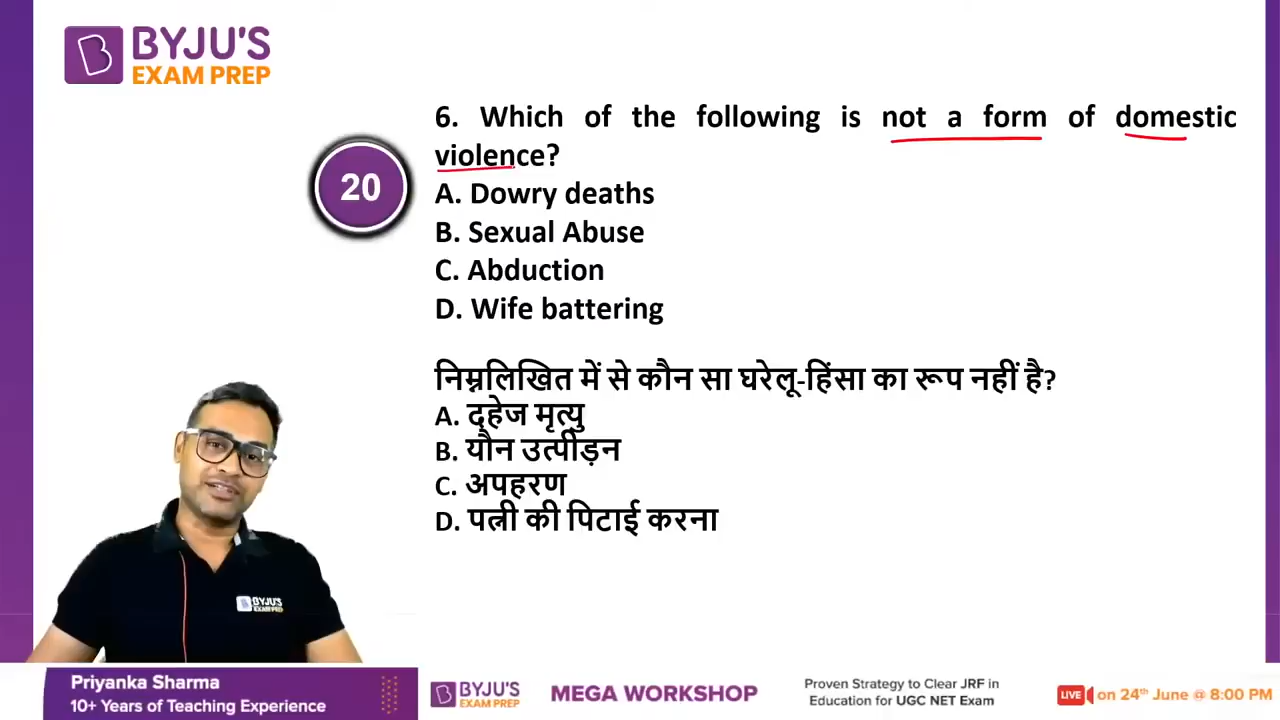 BYJU'S
EXAM PREP
6. Which of the following is not a form of domestic
violence?
20
A. Dowry deaths
B. Sexual Abuse
C. Abduction
D. Wife battering
निम्नलिखित में से कौन सा घरेलू-हिंसा का रूप नहीं है?
A. दहेज मृत्यु
B. यौन उत्पीड़न
C. अपहरण
D. पत्नी की पिटाई करना
BYJU'S
EXAM PREP
Priyanka Sharma
10+ Years of Teaching Experience
BYJU'S
EXAM PREP
MEGA WORKSHOP
Proven Strategy to Clear JRF in
Education for UGC NET Exam
LIVE on 24th June @ 8:00 PM